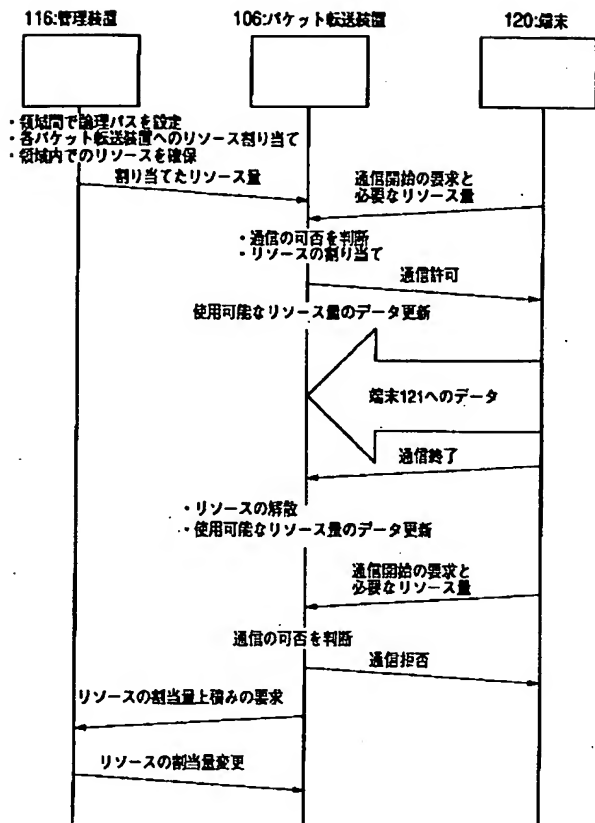 116:管理装置
106:パケット転送装置
120:端末
・領域間で論理パスを設定
・各パケット転送装置へのリソース割り当て
・領域内でのリソースを確保
割り当てたリソース量
通信開始の要求と
必要なリソース量
・通信の可否を判断
・リソースの割り当て
通信許可
使用可能なリソース量のデータ更新
端末121へのデータ
通信終了
・リソースの解散
・使用可能なリソース量のデータ更新
通信開始の要求と
必要なリソース量
通信の可否を判断
通信拒否
リソースの割当量上積みの要求
リソースの割当量変更